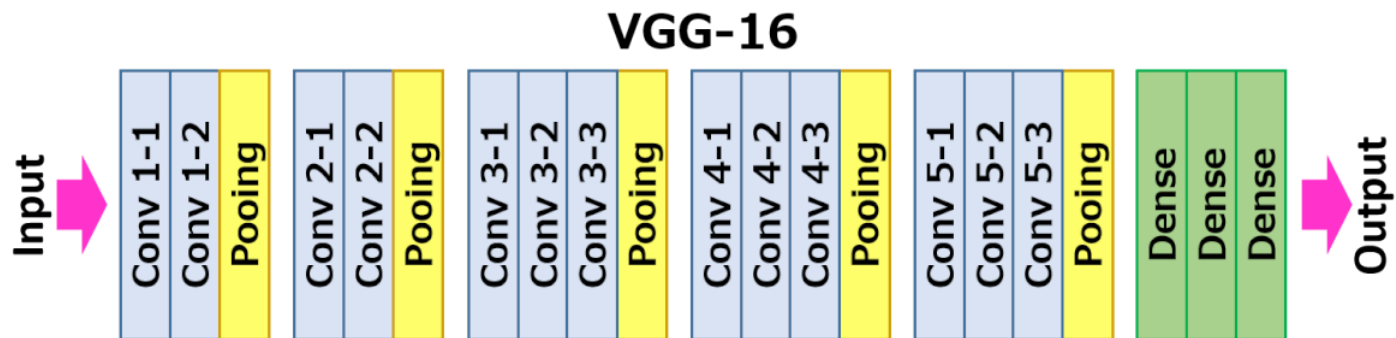 VGG-16
Input
Conv 1-1
Conv 1-2
Pooing
Conv 2-1
Conv 2-2
Pooing
Conv 3-1
Conv 3-2
Conv 3-3
Pooing
Conv 4-1
Conv 4-2
Conv 4-3
Pooing
Conv 5-1
Conv 5-2
Conv 5-3
Pooing
Dense
Dense
Dense
Output